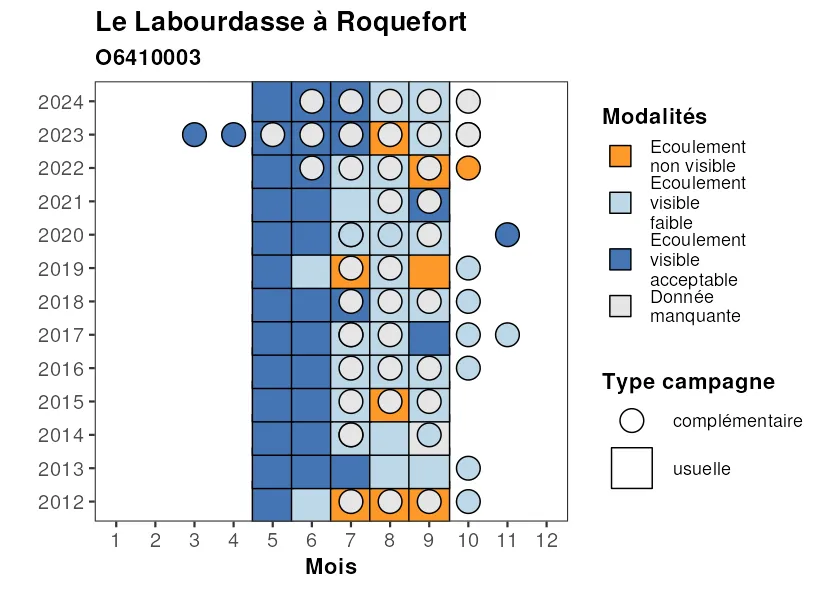 Le Labourdasse à Roquefort
O6410003
2024
2023
2022
2021
2020
2019
2018
2017
2016
2015
2014
2013
2012
1 2 3 4 5 6 7 8 9 10 11 12
Mois
Modalités
Ecoulement
non visible
Ecoulement
visible
faible
Ecoulement
visible
acceptable
Donnée
manquante
Type campagne
complémentaire
usuelle